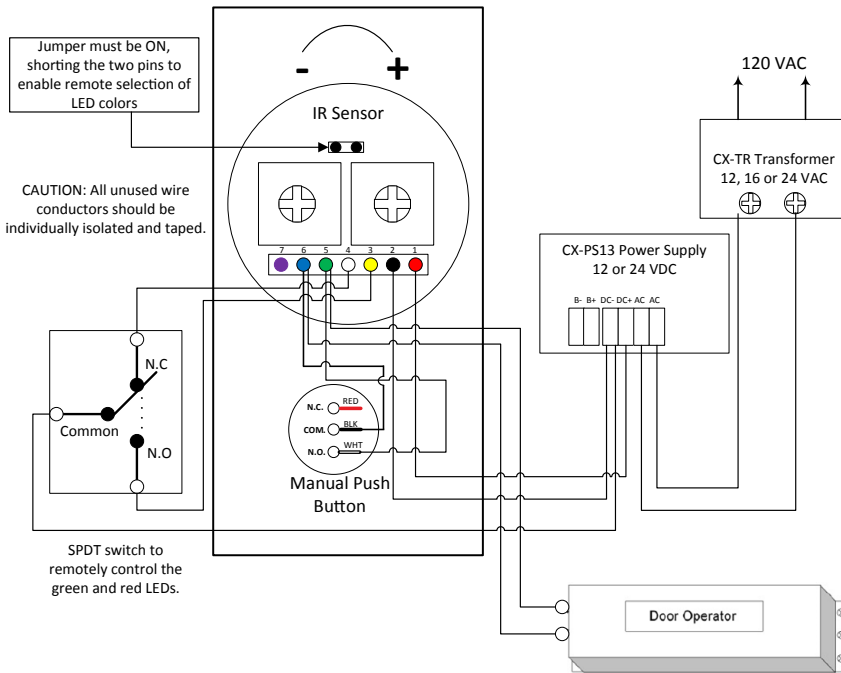 Jumper must be ON,
shorting the two pins to
enable remote selection of
LED colors
- +
IR Sensor
120 VAC
CX-TR Transformer
12, 16 or 24 VAC
CAUTION: All unused wire
conductors should be
individually isolated and taped.
7 6 5 4 3 2 1
CX-PS13 Power Supply
12 or 24 VDC
B- B+ DC- DC+ AC AC
N.C
Common
N.O
N.C. RED
COM. BLK
N.O. WHT
Manual Push
Button
SPDT switch to
remotely control the
green and red LEDs.
Door Operator